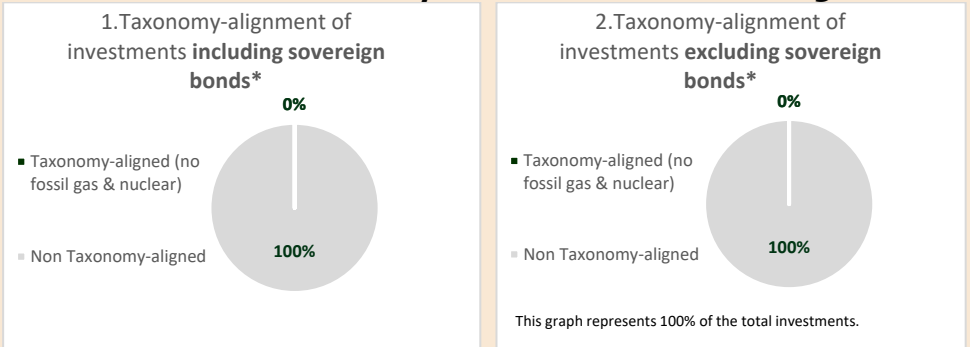 1.Taxonomy-alignment of
investments including sovereign
bonds*
0%
Taxonomy-aligned (no
fossil gas & nuclear)
Non Taxonomy-aligned
100%
2.Taxonomy-alignment of
investments excluding sovereign
bonds*
0%
Taxonomy-aligned (no
fossil gas & nuclear)
Non Taxonomy-aligned
100%
This graph represents 100% of the total investments.